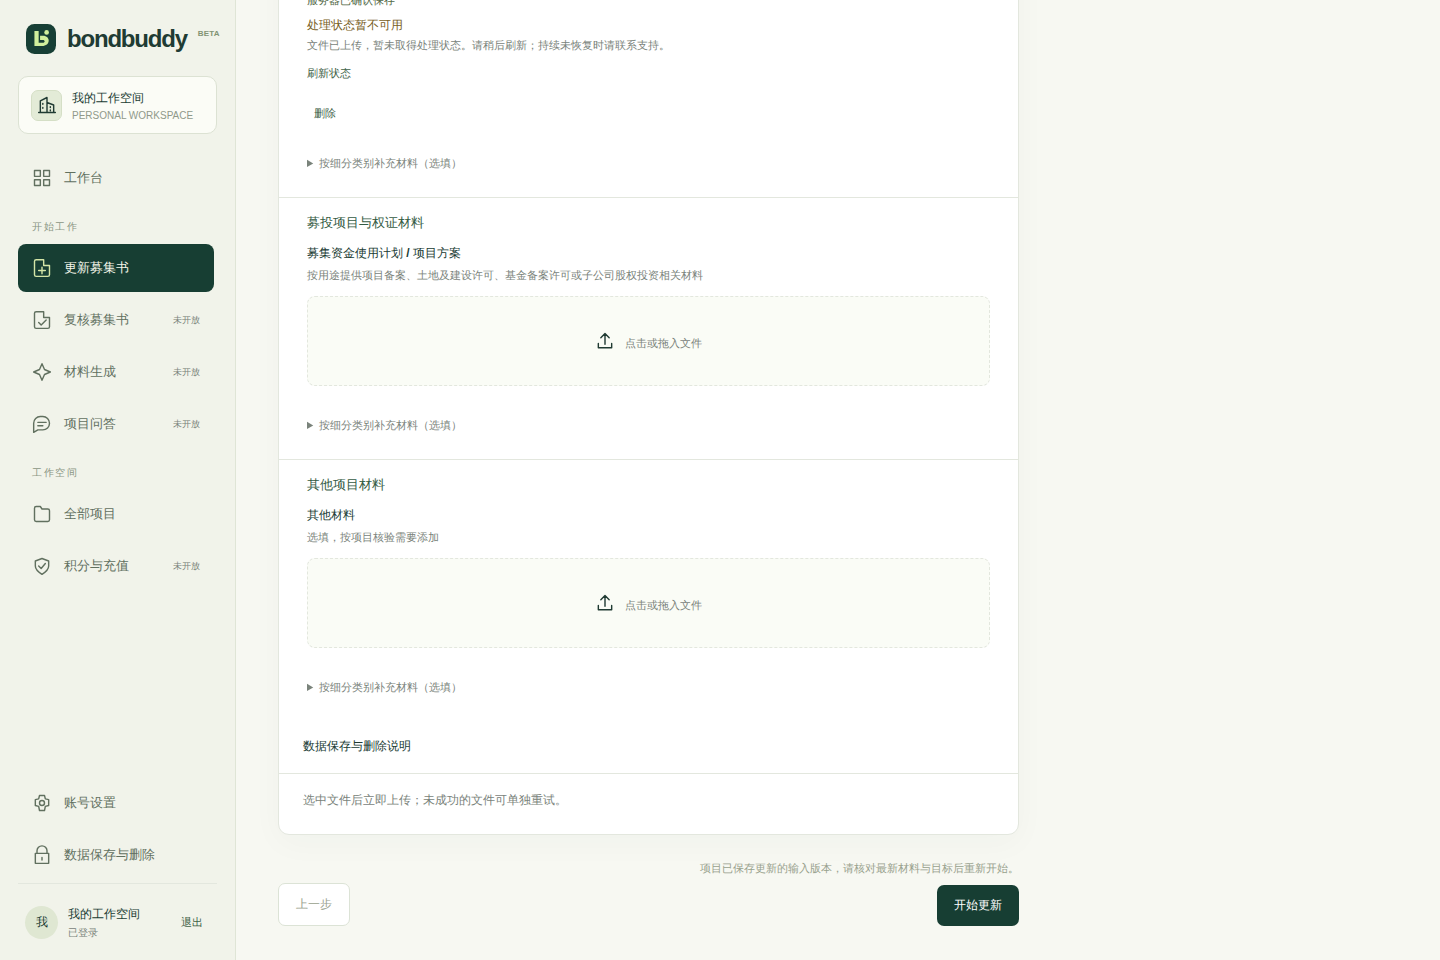 bondbuddy BETA
我的工作空间
PERSONAL WORKSPACE
工作台
开始工作
更新募集书
复核募集书 未开放
材料生成 未开放
项目问答 未开放
工作空间
全部项目
积分与充值 未开放
账号设置
数据保存与删除
我 我的工作空间
已登录
退出
服务器已确认保存
处理状态暂不可用
文件已上传，暂未取得处理状态。请稍后刷新；持续未恢复时请联系支持。
刷新状态
删除
▶ 按细分类别补充材料（选填）
募投项目与权证材料
募集资金使用计划 / 项目方案
按用途提供项目备案、土地及建设许可、基金备案许可或子公司股权投资相关材料
点击或拖入文件
▶ 按细分类别补充材料（选填）
其他项目材料
其他材料
选填，按项目核验需要添加
点击或拖入文件
▶ 按细分类别补充材料（选填）
数据保存与删除说明
选中文件后立即上传；未成功的文件可单独重试。
项目已保存更新的输入版本，请核对最新材料与目标后重新开始。
上一步
开始更新